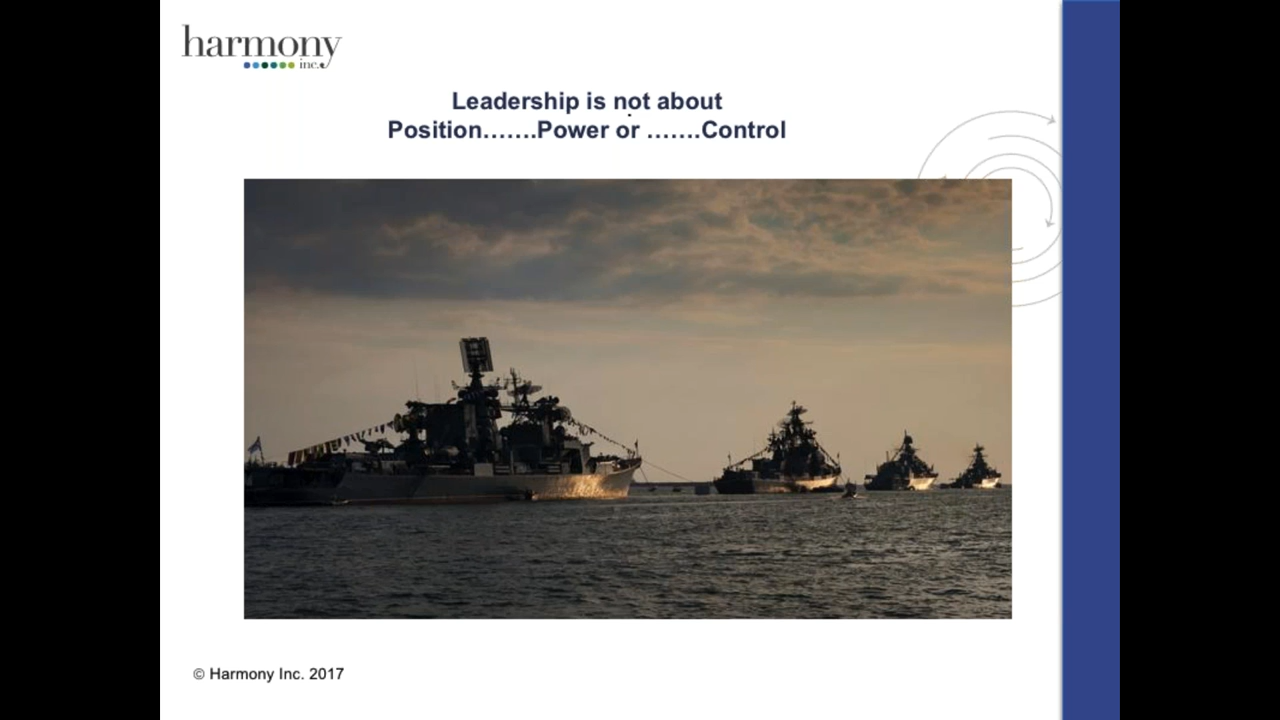 harmony
inc.
Leadership is not about
Position…….Power or …….Control
© Harmony Inc. 2017